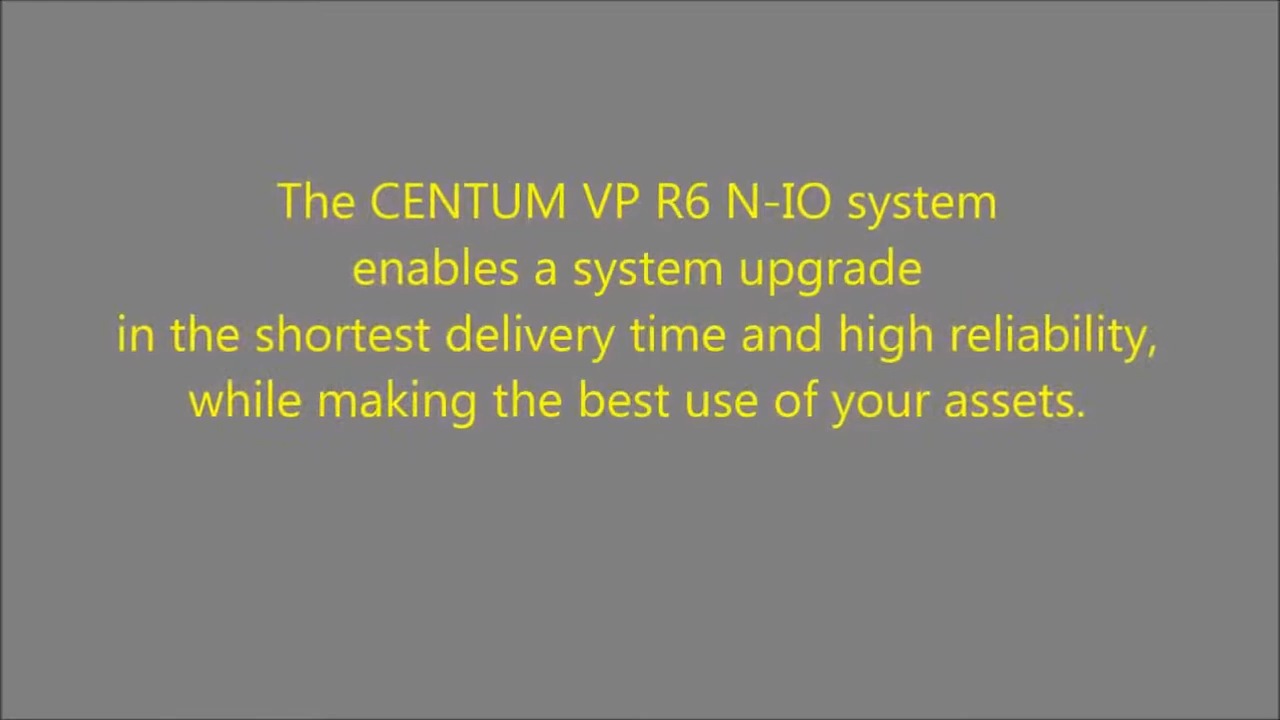 The CENTUM VP R6 N-IO system
enables a system upgrade
in the shortest delivery time and high reliability,
while making the best use of your assets.